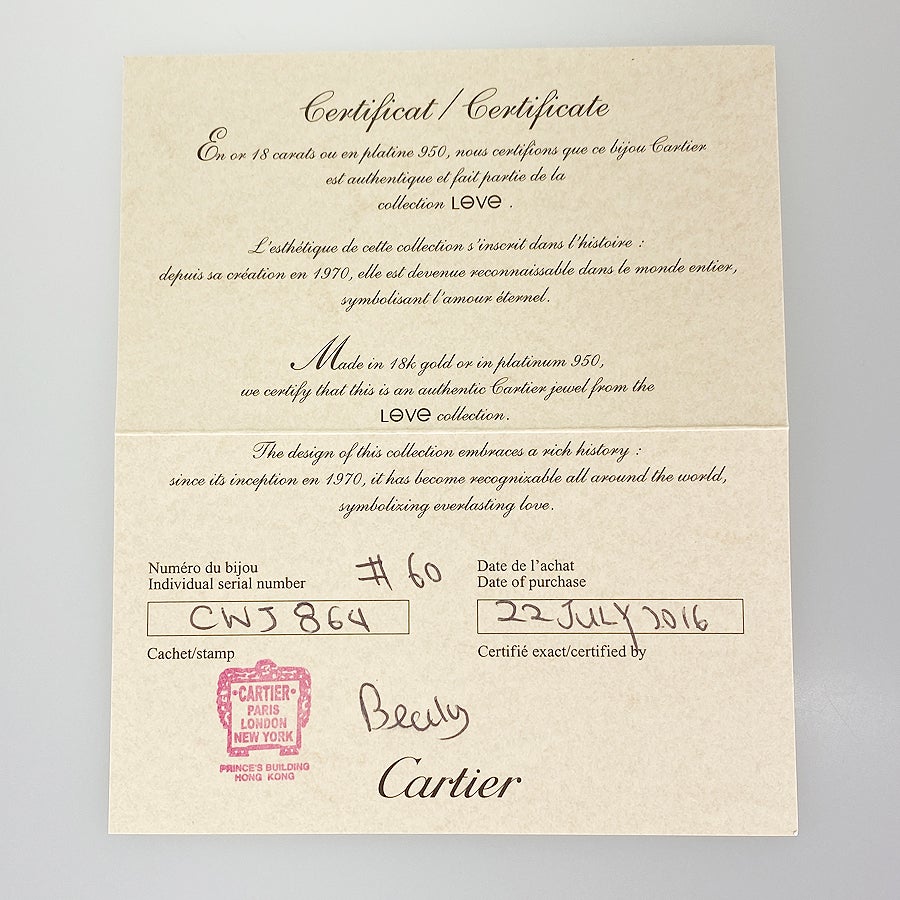 Certificat / Certificate
En or 18 carats ou en platine 950, nous certifions que ce bijou Cartier
est authentique et fait partie de la
collection LOVE .
L'esthétique de cette collection s'inscrit dans l'histoire :
depuis sa création en 1970, elle est devenue reconnaissable dans le monde entier,
symbolisant l'amour éternel.
Made in 18k gold or in platinum 950,
we certify that this is an authentic Cartier jewel from the
LOVE collection.
The design of this collection embraces a rich history :
since its inception en 1970, it has become recognizable all around the world,
symbolizing everlasting love.
Numéro du bijou
Individual serial number
# 60
CWJ 864
Date de l'achat
Date of purchase
22 JULY 2016
Cachet/stamp
Certifié exact/certified by
·CARTIER·
PARIS
LONDON
NEW YORK
PRINCE'S BUILDING
HONG KONG
Cartier